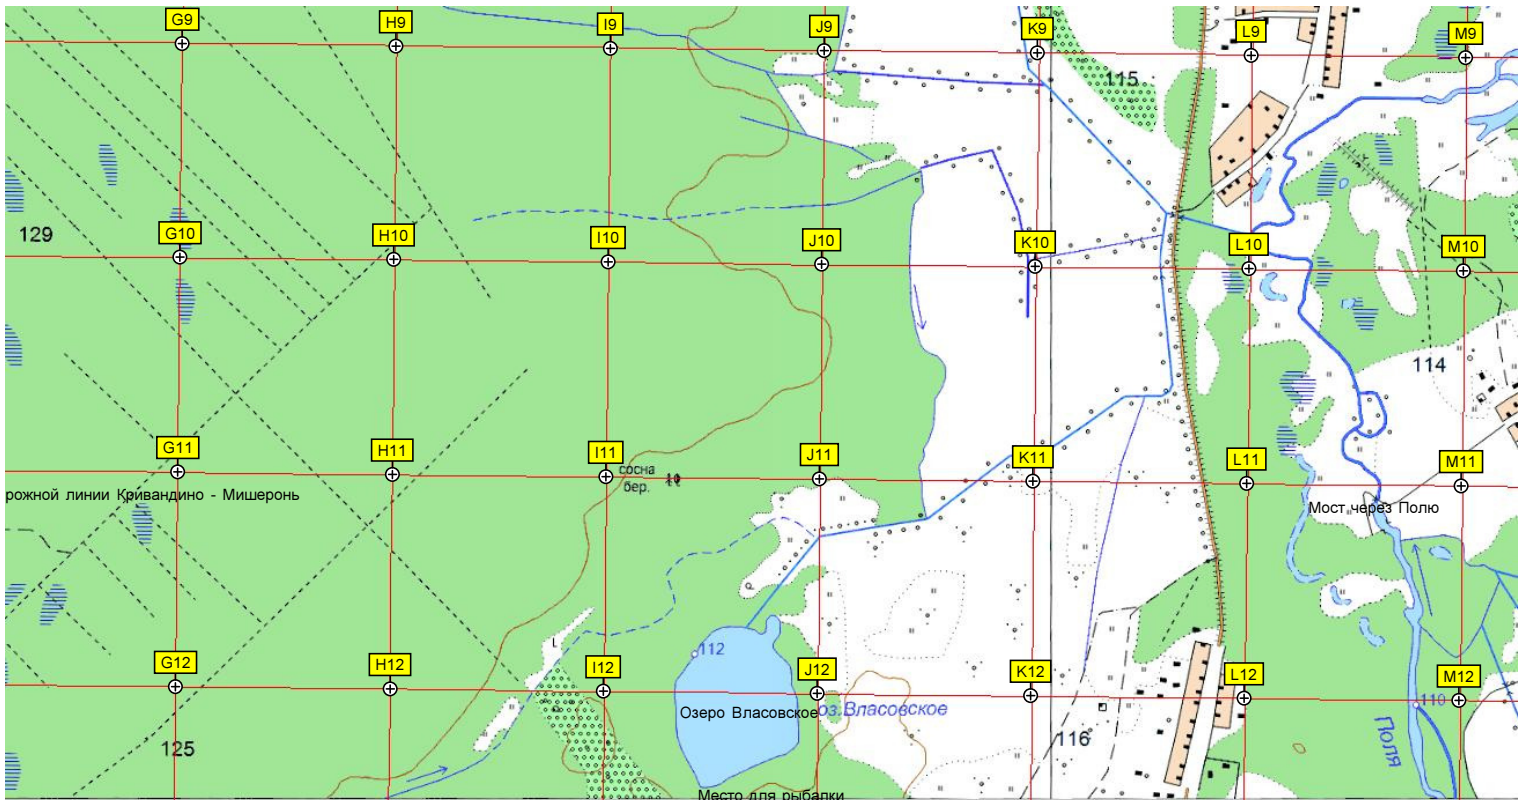 G9 H9 I9 J9 K9 L9 M9
115
129
G10 H10 I10 J10 K10 L10 M10
114
G11 H11 I11 J11 K11 L11 M11
сосна
бер.
рожной линии Кривандино - Мишеронь
Мост через Полю
112
G12 H12 I12 J12 K12 L12 M12
110
Озеро Власовское
оз.Власовское
116
125
Поля
Место для рыбалки